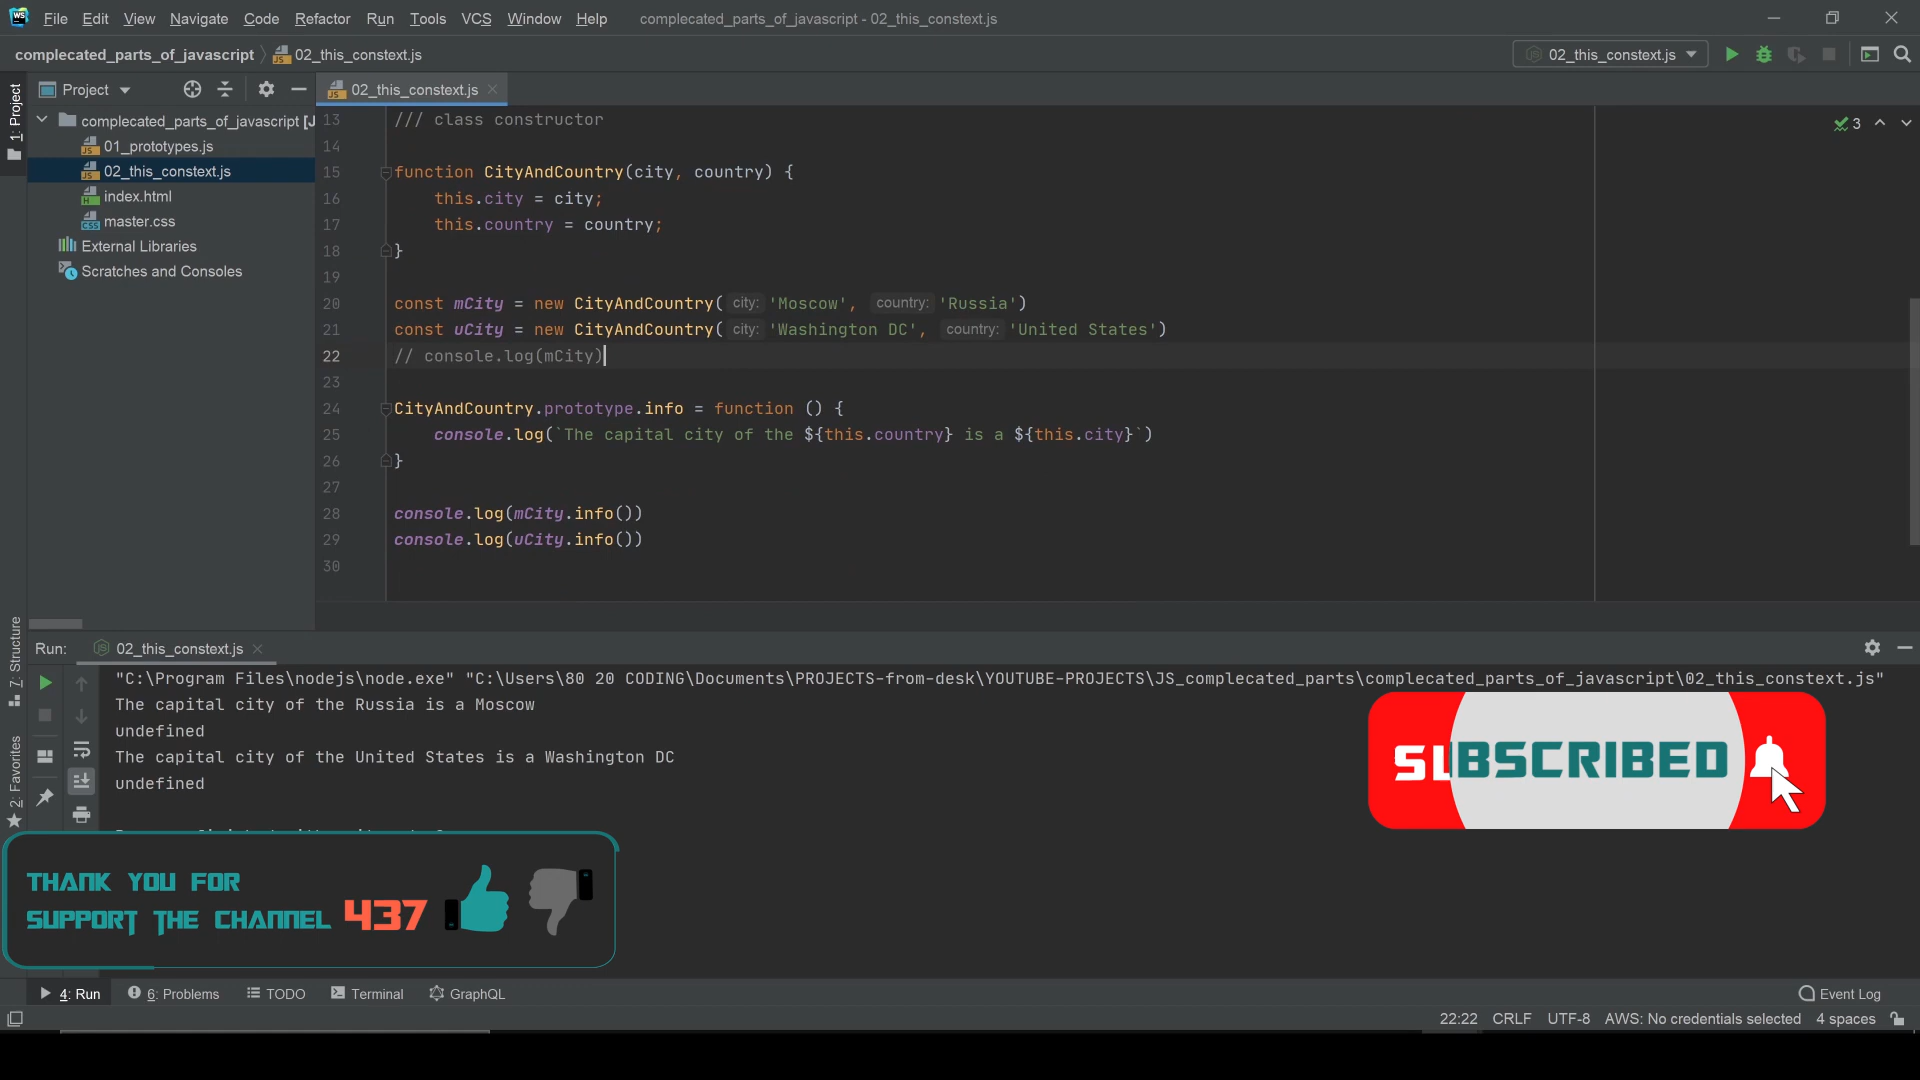 File Edit View Navigate Code Refactor Run Tools VCS Window Help complecated_parts_of_javascript - 02_this_constext.js
complecated_parts_of_javascript 02_this_constext.js 02_this_constext.js
Project 02_this_constext.js
1: Project
complecated_parts_of_javascript [J
01_prototypes.js
02_this_constext.js
index.html
master.css
External Libraries
Scratches and Consoles
3
13 /// class constructor
14
15 function CityAndCountry(city, country) {
16 this.city = city;
17 this.country = country;
18 }
19
20 const mCity = new CityAndCountry( city: 'Moscow', country: 'Russia')
21 const uCity = new CityAndCountry( city: 'Washington DC', country: 'United States')
22 // console.log(mCity)
23
24 CityAndCountry.prototype.info = function () {
25 console.log(`The capital city of the ${this.country} is a ${this.city}`)
26 }
27
28 console.log(mCity.info())
29 console.log(uCity.info())
30
7: Structure
2: Favorites
Run: 02_this_constext.js
"C:\Program Files\nodejs\node.exe" "C:\Users\80 20 CODING\Documents\PROJECTS-from-desk\YOUTUBE-PROJECTS\JS_complecated_parts\complecated_parts_of_javascript\02_this_constext.js"
The capital city of the Russia is a Moscow
undefined
The capital city of the United States is a Washington DC
undefined
SUBSCRIBED
THANK YOU FOR
SUPPORT THE CHANNEL 437
4: Run 6: Problems TODO Terminal GraphQL Event Log
22:22 CRLF UTF-8 AWS: No credentials selected 4 spaces